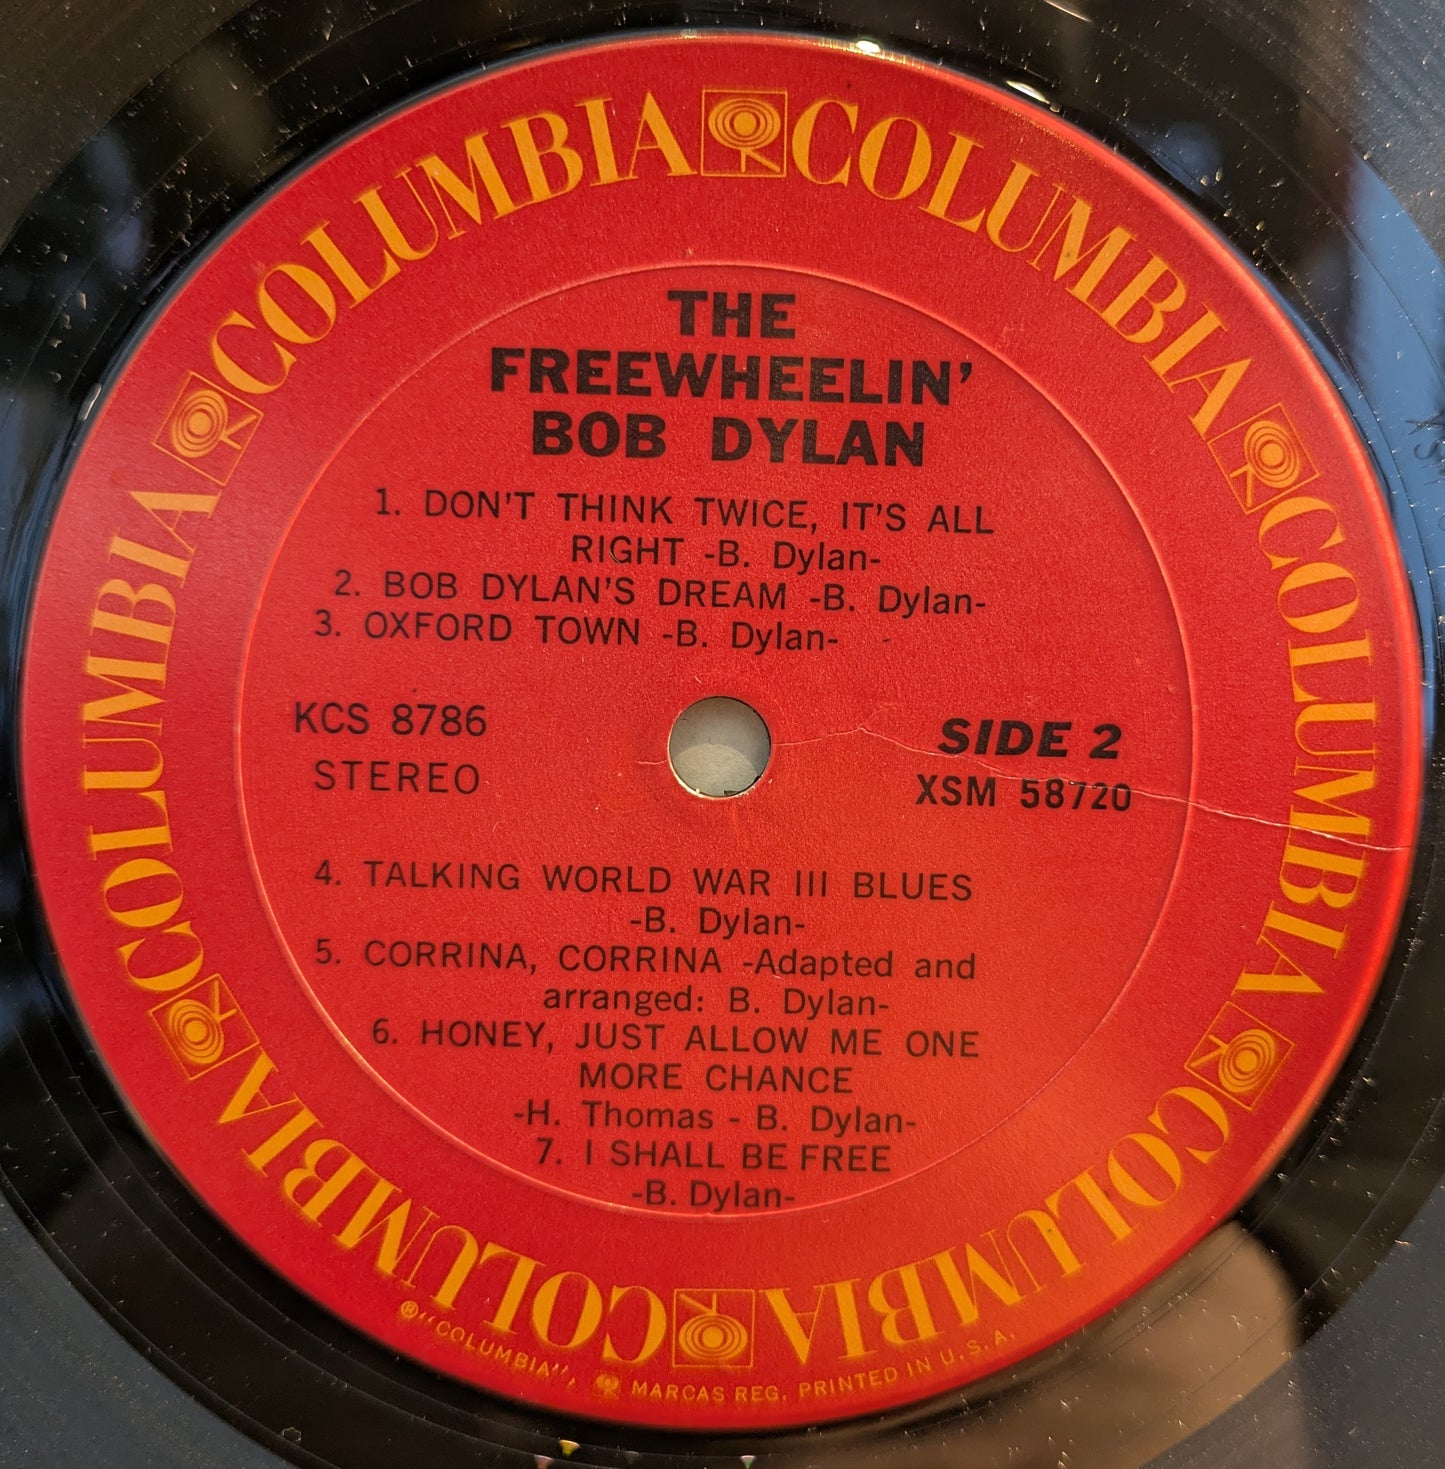 COLUMBIA COLUMBIA COLUMBIA COLUMBIA COLUMBIA COLUMBIA
THE
FREEWHEELIN'
BOB DYLAN
1. DON'T THINK TWICE, IT'S ALL
RIGHT -B. Dylan-
2. BOB DYLAN'S DREAM -B. Dylan-
3. OXFORD TOWN -B. Dylan-
KCS 8786
STEREO
SIDE 2
XSM 58720
4. TALKING WORLD WAR III BLUES
-B. Dylan-
5. CORRINA, CORRINA -Adapted and
arranged: B. Dylan-
6. HONEY, JUST ALLOW ME ONE
MORE CHANCE
-H. Thomas - B. Dylan-
7. I SHALL BE FREE
-B. Dylan-
® "COLUMBIA", MARCAS REG. PRINTED IN U.S.A.